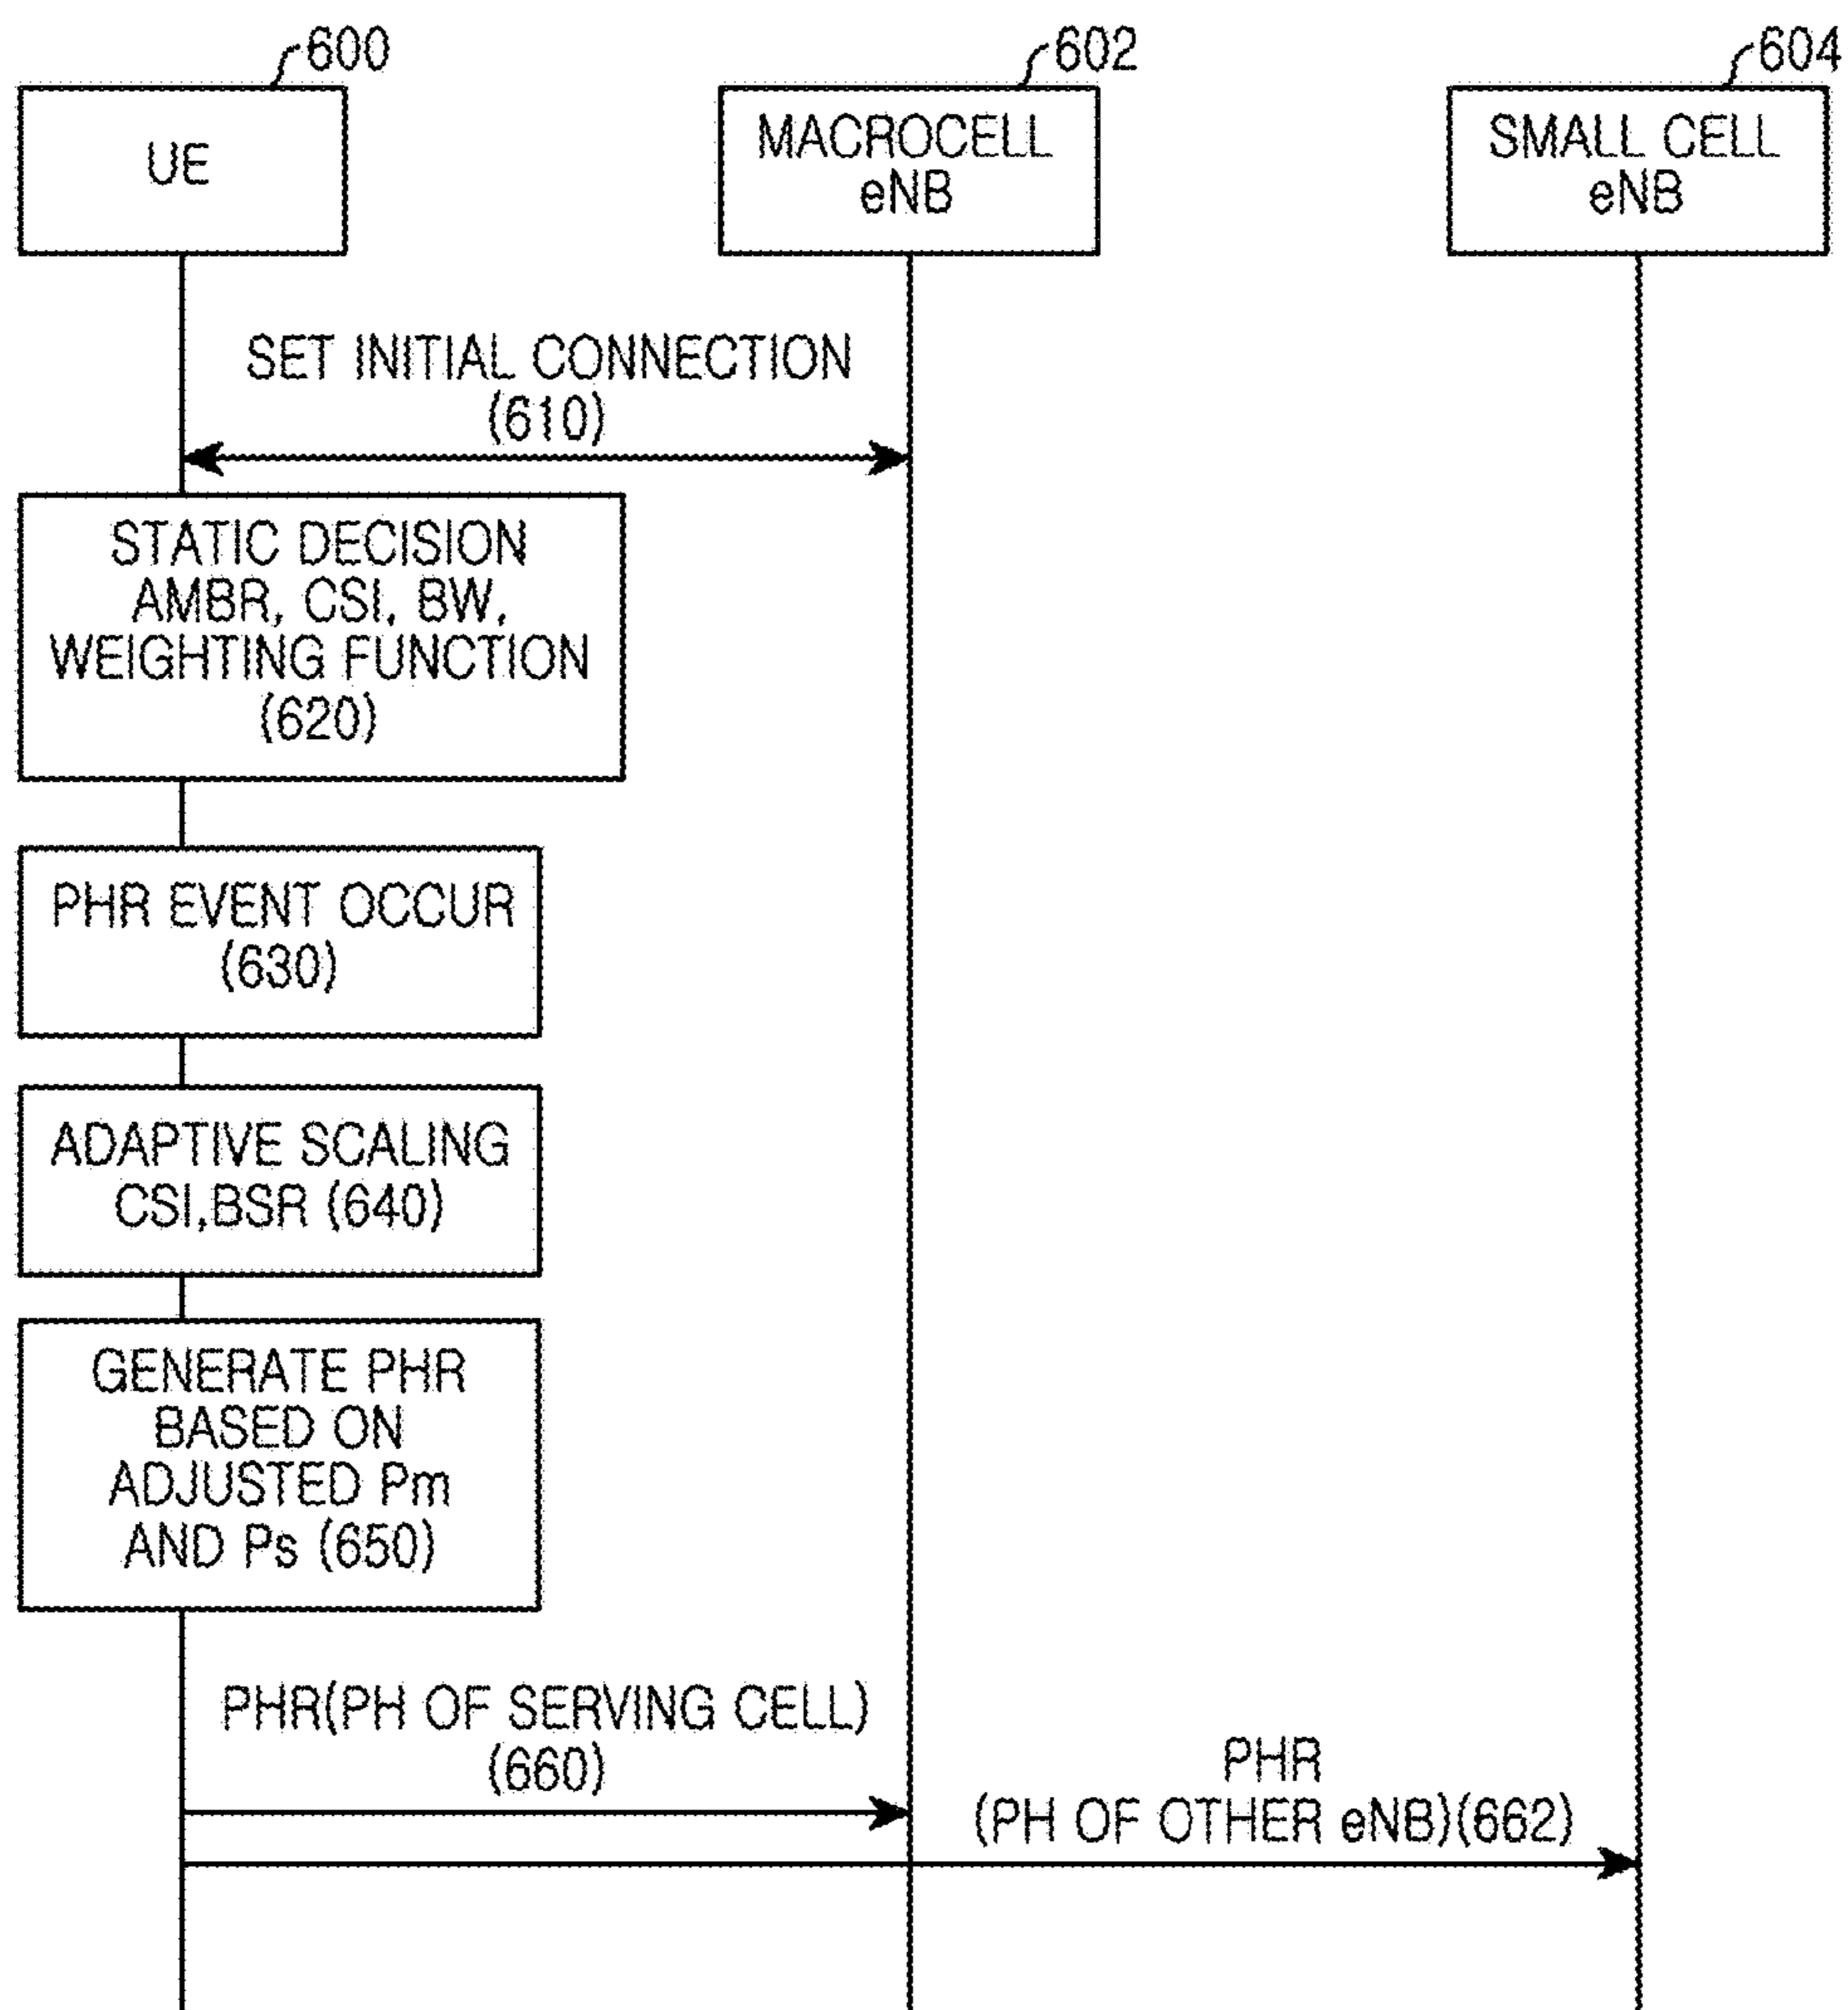 600
602
604
UE
MACROCELL
eNB
SMALL CELL
eNB
SET INITIAL CONNECTION
(610)
STATIC DECISION
AMBR, CSI, BW,
WEIGHTING FUNCTION
(620)
PHR EVENT OCCUR
(630)
ADAPTIVE SCALING
CSI,BSR (640)
GENERATE PHR
BASED ON
ADJUSTED Pm
AND Ps (650)
PHR(PH OF SERVING CELL)
(660)
PHR
(PH OF OTHER eNB)(662)